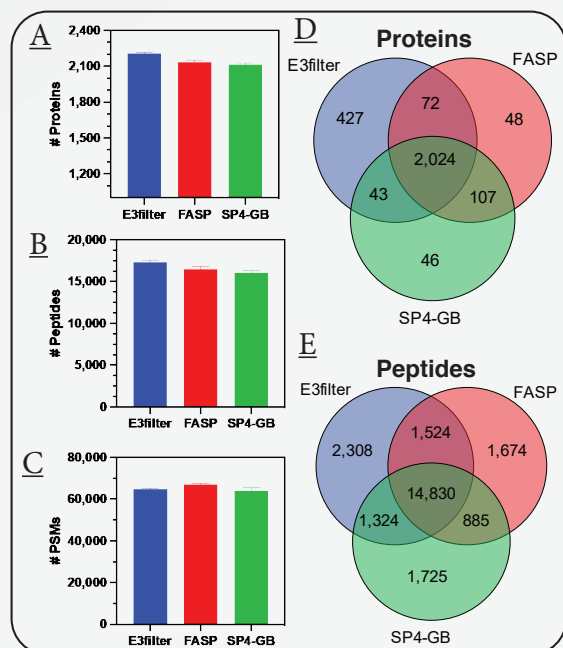 A
# Proteins
2,400
2,100
1,800
1,500
1,200
E3filter FASP SP4-GB
B
# Peptides
20,000
15,000
10,000
5,000
0
E3filter FASP SP4-GB
C
# PSMs
80,000
60,000
40,000
20,000
0
E3filter FASP SP4-GB
D
Proteins
E3filter
FASP
427
72
48
2,024
43
107
46
SP4-GB
E
Peptides
E3filter
FASP
2,308
1,524
1,674
14,830
1,324
885
1,725
SP4-GB